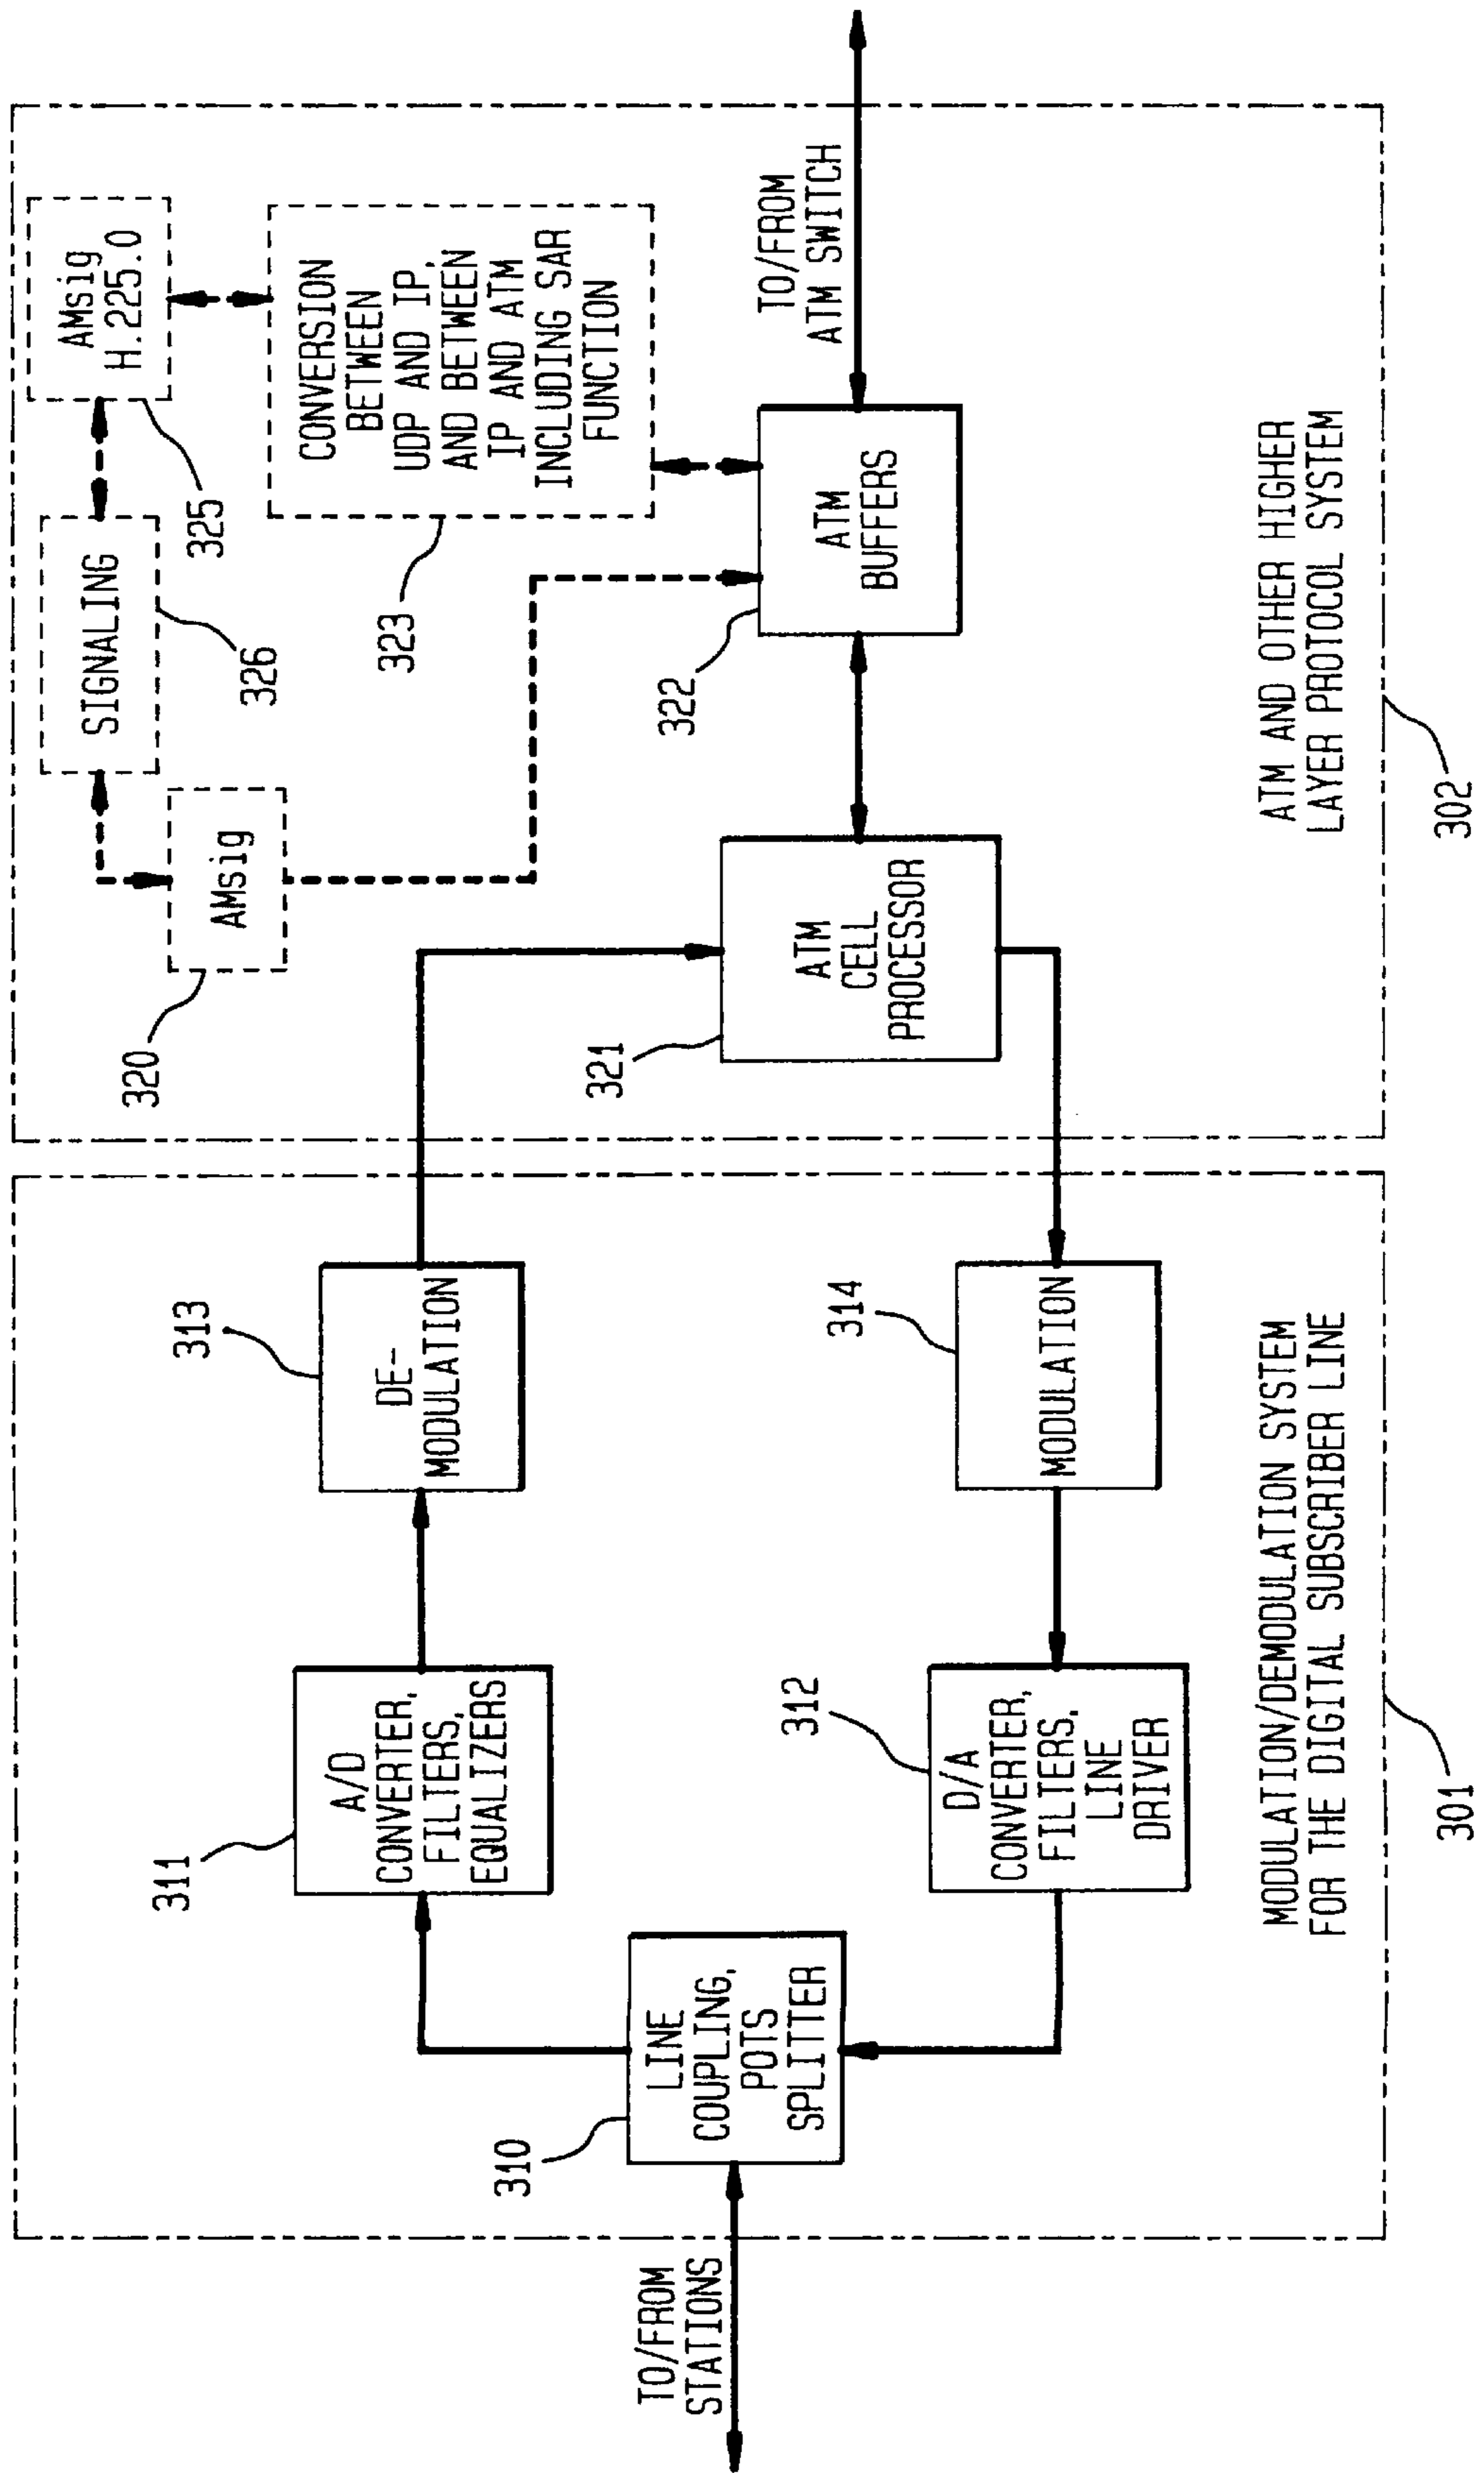 TO/FROM
STATIONS
310
LINE
COUPLING,
POTS
SPLITTER
311
A/D
CONVERTER,
FILTERS,
EQUALIZERS
313
DE-
MODULATION
312
D/A
CONVERTER,
FILTERS,
LINE
DRIVER
314
MODULATION
MODULATION/DEMODULATION SYSTEM
FOR THE DIGITAL SUBSCRIBER LINE
301
320
AMsig
SIGNALING
326
AMsig
H.225.0
325
CONVERSION
BETWEEN
UDP AND IP,
AND BETWEEN
IP AND ATM
INCLUDING SAR
FUNCTION
323
321
ATM
CELL
PROCESSOR
322
ATM
BUFFERS
TO/FROM
ATM SWITCH
ATM AND OTHER HIGHER
LAYER PROTOCOL SYSTEM
302